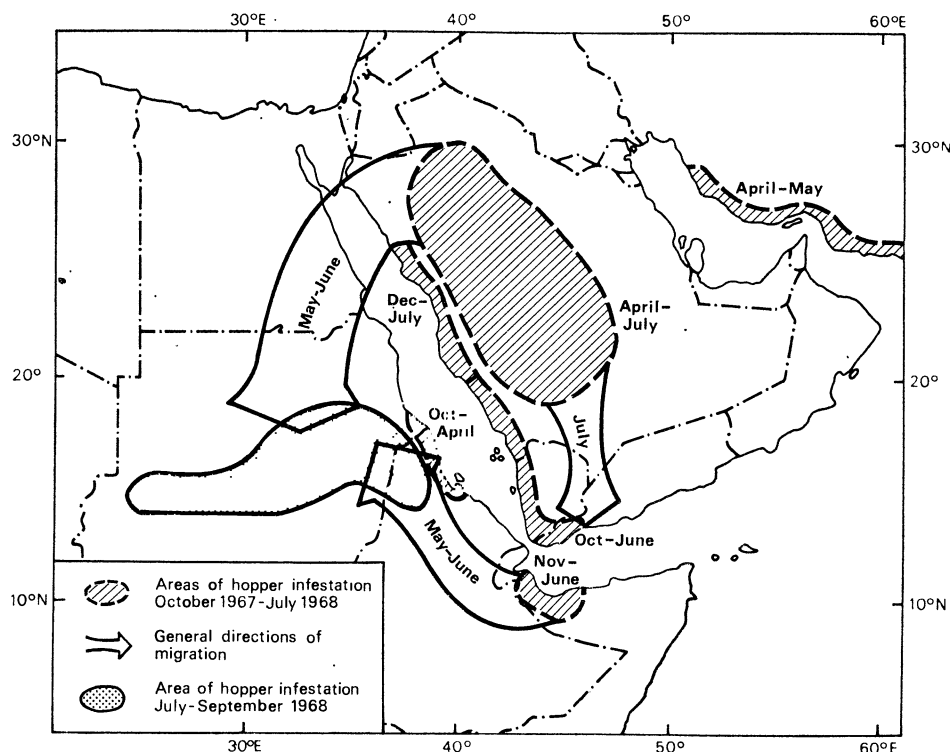 30°E 40° 50° 60°E
30°N 30°N
April-May
May-June
Dec-
July
April-
July
20° 20°
Oct-
April
July
May-June
Oct-June
Nov-
June
10°N 10°N
Areas of hopper infestation
October 1967-July 1968
General directions of
migration
Area of hopper infestation
July-September 1968
30°E 40° 50° 60°E